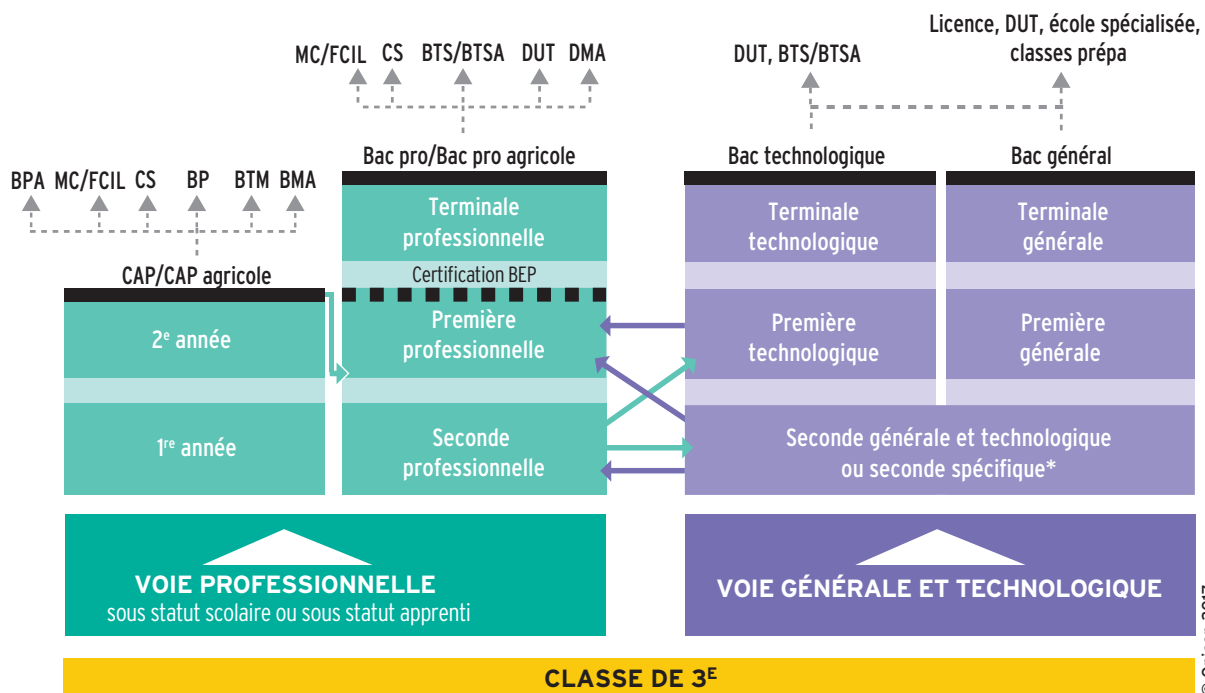 Licence, DUT, école spécialisée,
classes prépa
MC/FCIL CS BTS/BTSA DUT DMA
DUT, BTS/BTSA
Bac pro/Bac pro agricole
Bac technologique
Bac général
BPA MC/FCIL CS BP BTM BMA
Terminale
professionnelle
Terminale
technologique
Terminale
générale
CAP/CAP agricole
Certification BEP
2e année
Première
professionnelle
Première
technologique
Première
générale
1re année
Seconde
professionnelle
Seconde générale et technologique
ou seconde spécifique*
VOIE PROFESSIONNELLE
sous statut scolaire ou sous statut apprenti
VOIE GÉNÉRALE ET TECHNOLOGIQUE
CLASSE DE 3E
2017